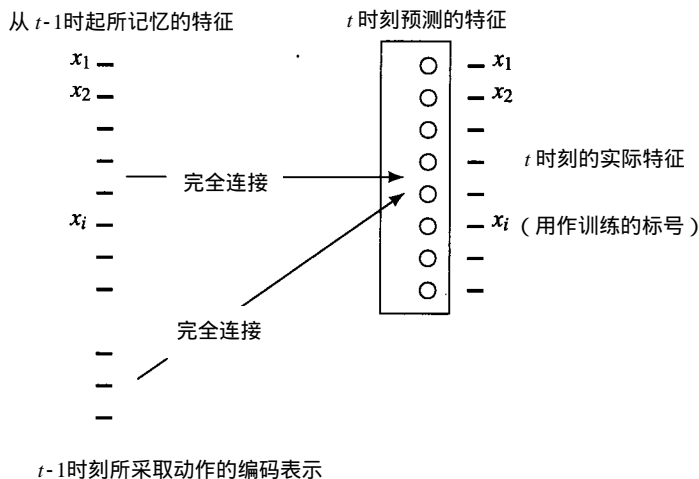 从 t-1时起所记忆的特征
t 时刻预测的特征
x1
x2
xi
x1
x2
t 时刻的实际特征
xi (用作训练的标号)
完全连接
完全连接
t-1时刻所采取动作的编码表示